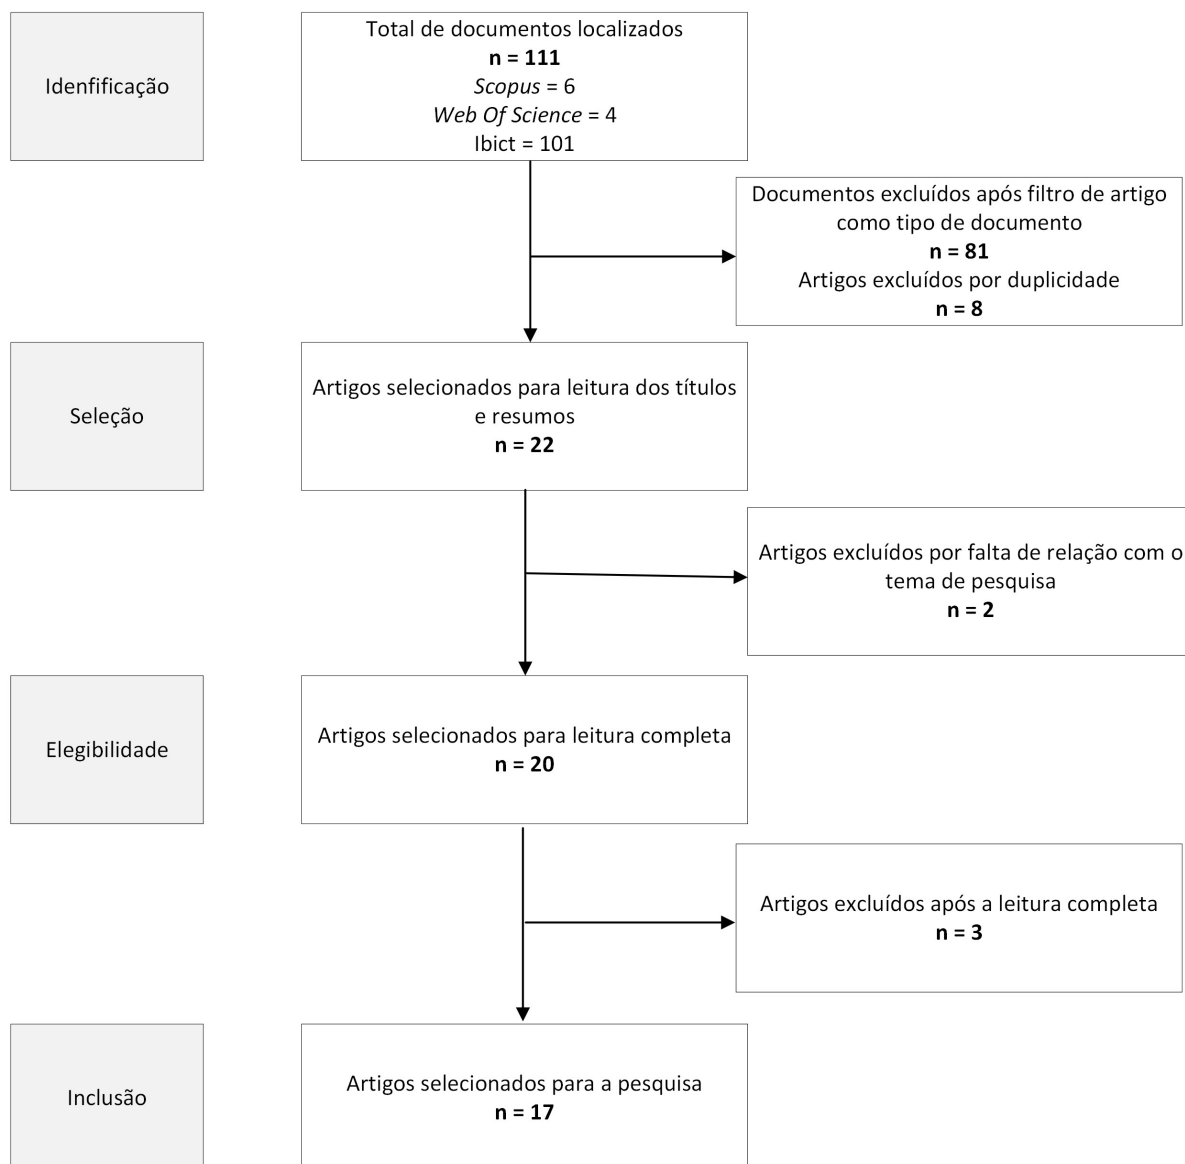 Idenfificação
Total de documentos localizados
n = 111
Scopus = 6
Web Of Science = 4
Ibict = 101
Documentos excluídos após filtro de artigo
como tipo de documento
n = 81
Artigos excluídos por duplicidade
n = 8
Seleção
Artigos selecionados para leitura dos títulos
e resumos
n = 22
Artigos excluídos por falta de relação com o
tema de pesquisa
n = 2
Elegibilidade
Artigos selecionados para leitura completa
n = 20
Artigos excluídos após a leitura completa
n = 3
Inclusão
Artigos selecionados para a pesquisa
n = 17